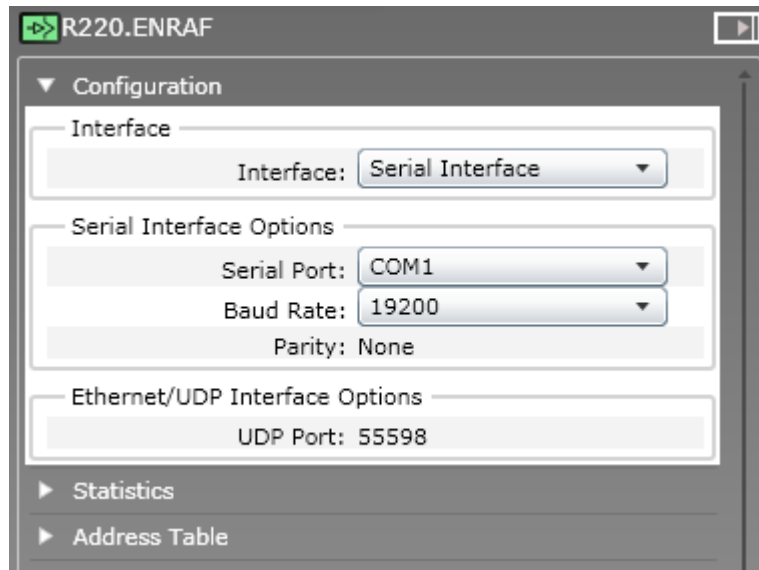 R220.ENRAF
Configuration
Interface
Interface: Serial Interface
Serial Interface Options
Serial Port: COM1
Baud Rate: 19200
Parity: None
Ethernet/UDP Interface Options
UDP Port: 55598
Statistics
Address Table